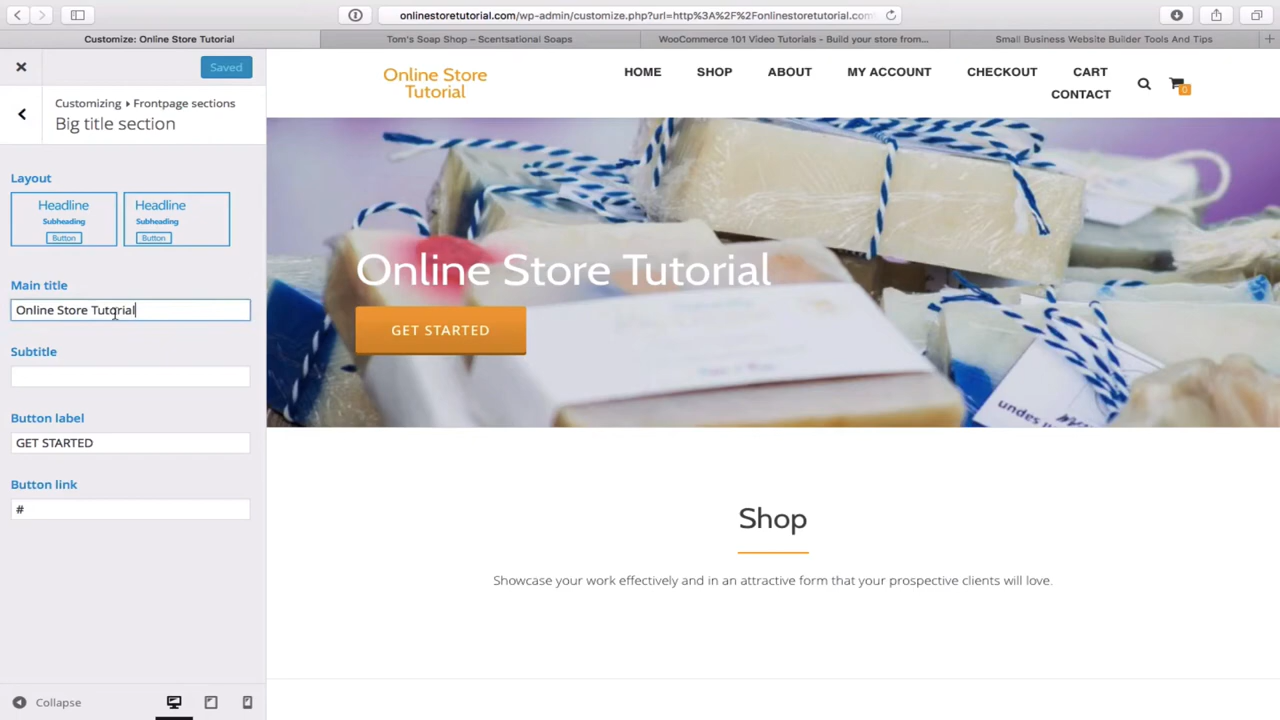 onlinestoretutorial.com/wp-admin/customize.php?url=http%3A%2F%2Fonlinestoretutorial.com
Customize: Online Store Tutorial
Tom's Soap Shop – Scentsational Soaps
WooCommerce 101 Video Tutorials - Build your store from...
Small Business Website Builder Tools And Tips
Saved
Customizing ▸ Frontpage sections
Big title section
Layout
Headline
Subheading
Button
Headline
Subheading
Button
Main title
Online Store Tutorial
Subtitle
Button label
GET STARTED
Button link
#
Collapse
Online Store
Tutorial
HOME SHOP ABOUT MY ACCOUNT CHECKOUT CART
CONTACT
0
Online Store Tutorial
GET STARTED
Shop
Showcase your work effectively and in an attractive form that your prospective clients will love.